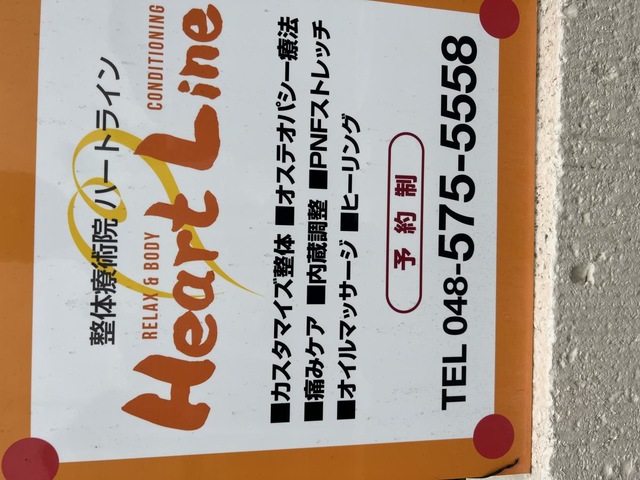 整体療術院 ハートライン
RELAX & BODY CONDITIONING
Heart Line
■カスタマイズ整体 ■オステオパシー療法
■痛みケア ■内蔵調整 ■PNFストレッチ
■オイルマッサージ ■ヒーリング
予約制
TEL 048-575-5558